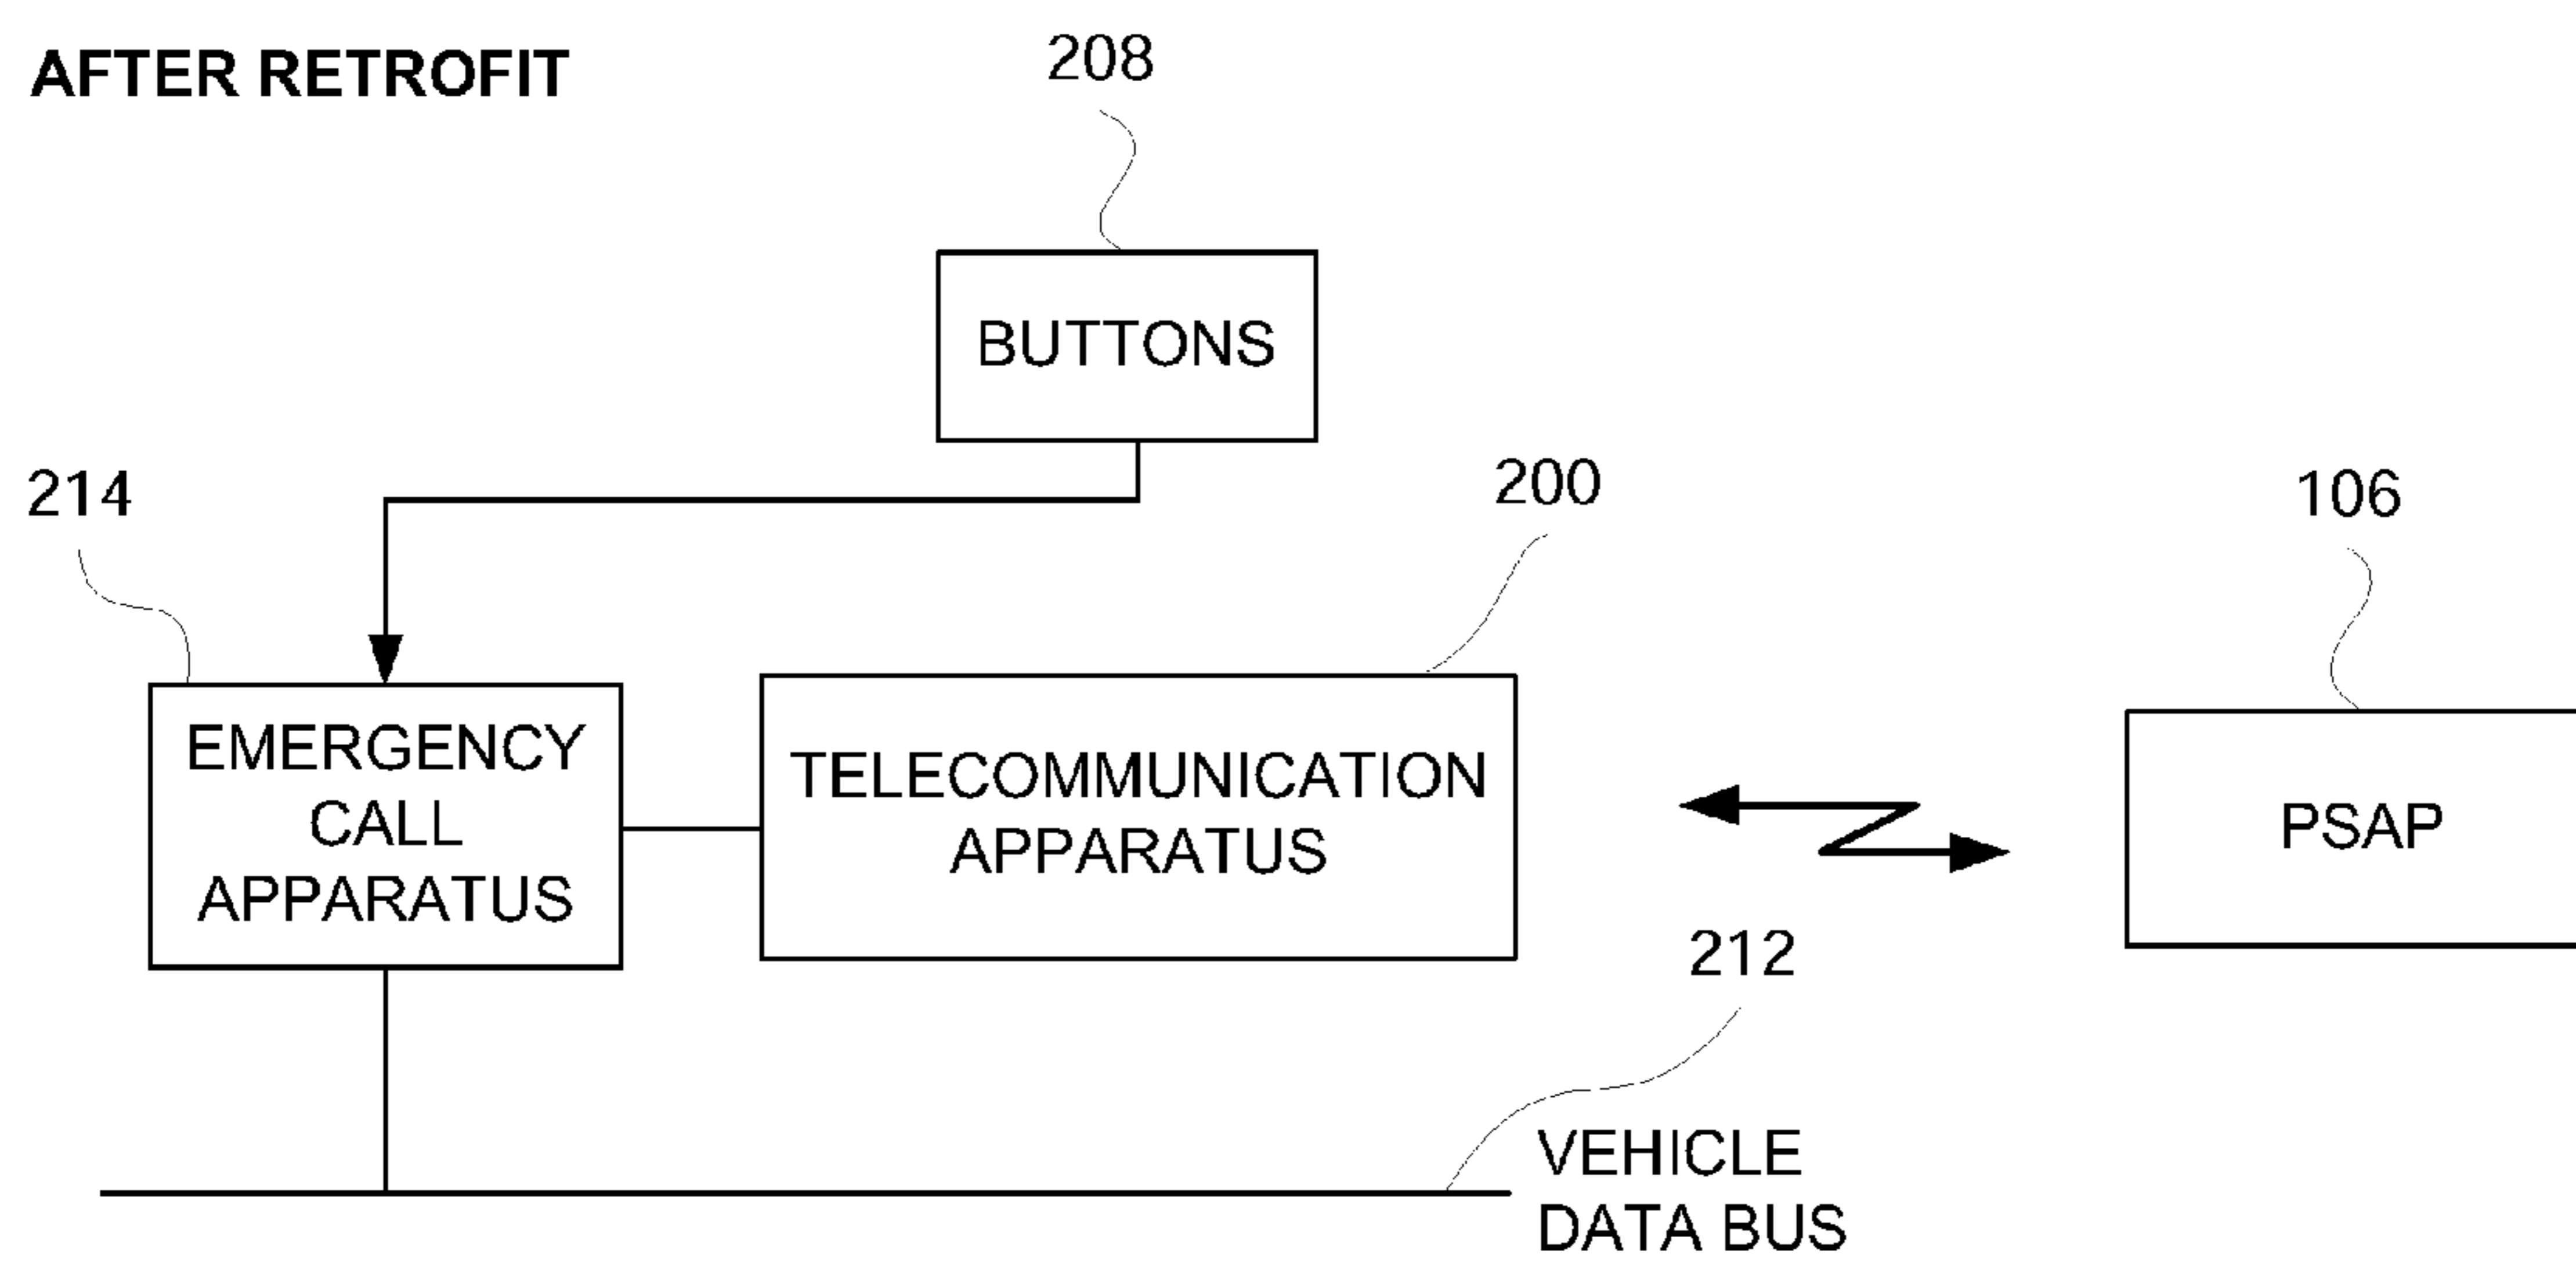 AFTER RETROFIT
208
BUTTONS
214
200
106
EMERGENCY
CALL
APPARATUS
TELECOMMUNICATION
APPARATUS
PSAP
212
VEHICLE
DATA BUS